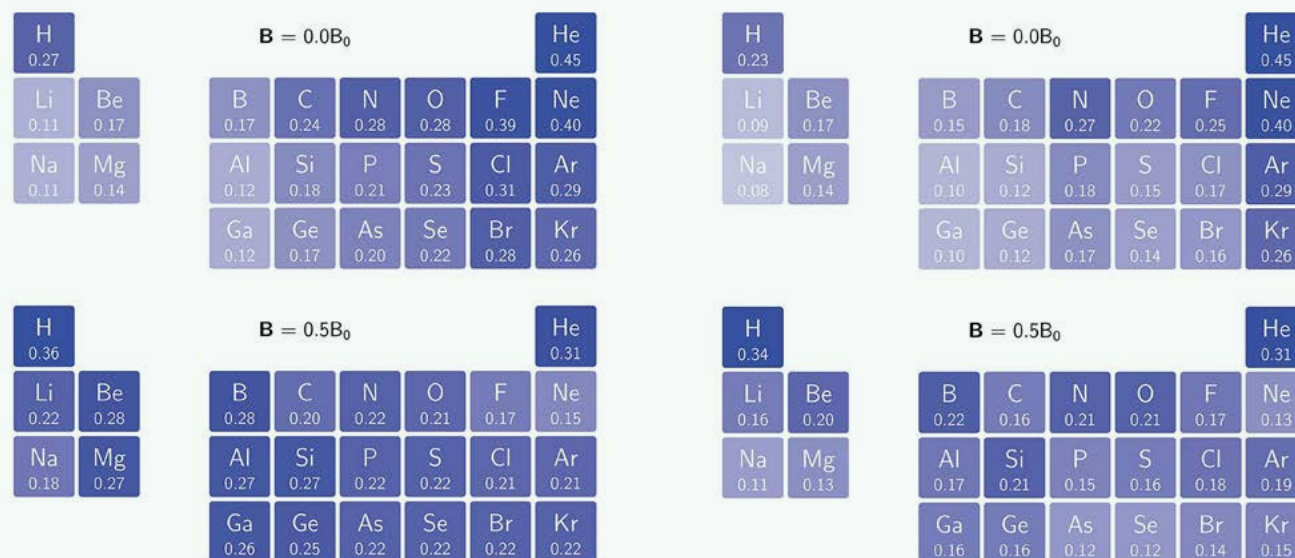 H 0.27
B = 0.0B₀
He 0.45
Li 0.11 Be 0.17 B 0.17 C 0.24 N 0.28 O 0.28 F 0.39 Ne 0.40
Na 0.11 Mg 0.14 Al 0.12 Si 0.18 P 0.21 S 0.23 Cl 0.31 Ar 0.29
Ga 0.12 Ge 0.17 As 0.20 Se 0.22 Br 0.28 Kr 0.26
H 0.23
B = 0.0B₀
He 0.45
Li 0.09 Be 0.17 B 0.15 C 0.18 N 0.27 O 0.22 F 0.25 Ne 0.40
Na 0.08 Mg 0.14 Al 0.10 Si 0.12 P 0.18 S 0.15 Cl 0.17 Ar 0.29
Ga 0.10 Ge 0.12 As 0.17 Se 0.14 Br 0.16 Kr 0.26
H 0.36
B = 0.5B₀
He 0.31
Li 0.22 Be 0.28 B 0.28 C 0.20 N 0.22 O 0.21 F 0.17 Ne 0.15
Na 0.18 Mg 0.27 Al 0.27 Si 0.27 P 0.22 S 0.22 Cl 0.21 Ar 0.21
Ga 0.26 Ge 0.25 As 0.22 Se 0.22 Br 0.22 Kr 0.22
H 0.34
B = 0.5B₀
He 0.31
Li 0.16 Be 0.20 B 0.22 C 0.16 N 0.21 O 0.21 F 0.17 Ne 0.13
Na 0.11 Mg 0.13 Al 0.17 Si 0.21 P 0.15 S 0.16 Cl 0.18 Ar 0.19
Ga 0.16 Ge 0.16 As 0.12 Se 0.12 Br 0.14 Kr 0.15